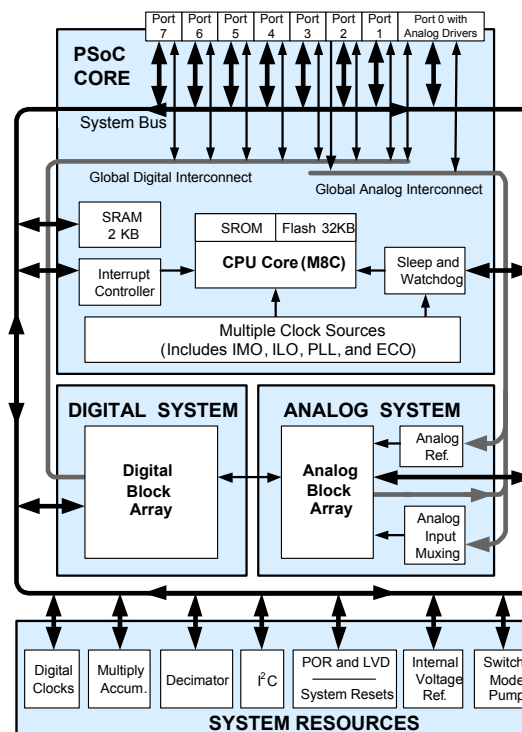 Port 7
Port 6
Port 5
Port 4
Port 3
Port 2
Port 1
Port 0 with
Analog Drivers
PSoC
CORE
System Bus
Global Digital Interconnect
Global Analog Interconnect
SRAM
2 KB
SROM
Flash 32KB
CPU Core (M8C)
Interrupt
Controller
Sleep and
Watchdog
Multiple Clock Sources
(Includes IMO, ILO, PLL, and ECO)
DIGITAL SYSTEM
ANALOG SYSTEM
Digital
Block
Array
Analog
Block
Array
Analog
Ref.
Analog
Input
Muxing
Digital
Clocks
Multiply
Accum.
Decimator
I²C
POR and LVD
System Resets
Internal
Voltage
Ref.
Switch
Mode
Pump
SYSTEM RESOURCES